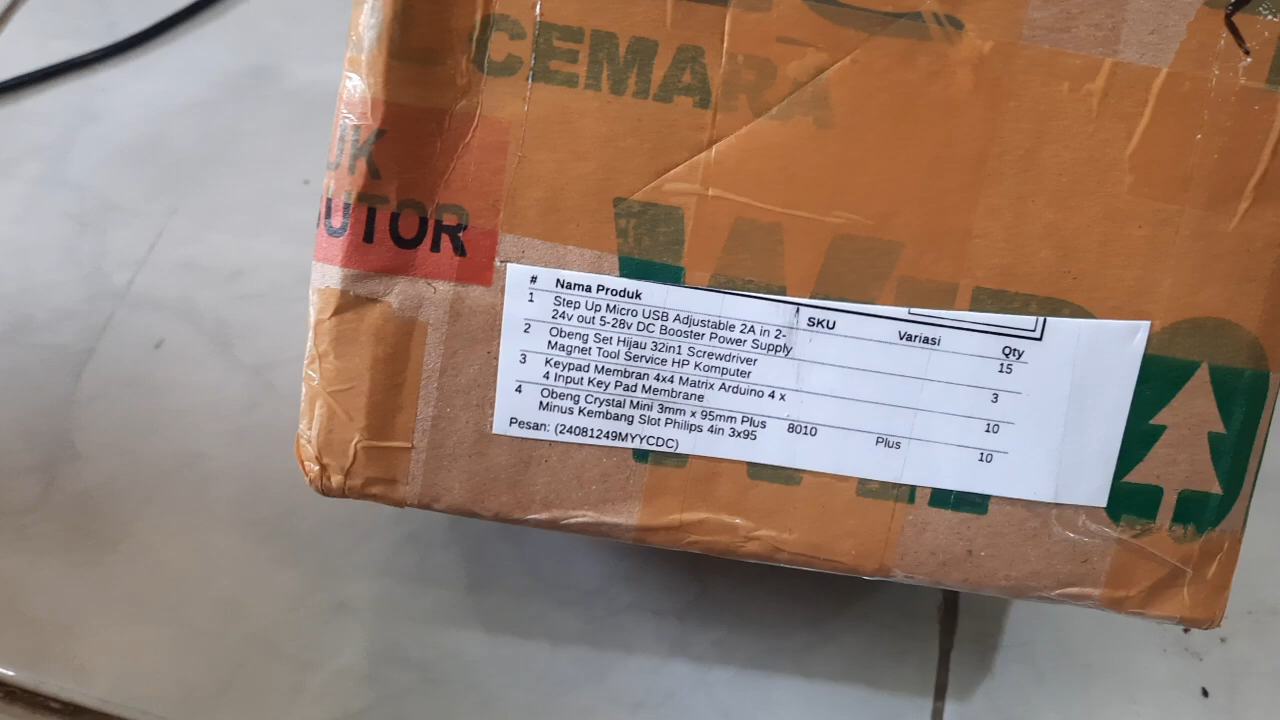 CEMARA
UK
UTOR
# Nama Produk SKU Variasi Qty
1 Step Up Micro USB Adjustable 2A in 2-
24v out 5-28v DC Booster Power Supply 15
2 Obeng Set Hijau 32in1 Screwdriver
Magnet Tool Service HP Komputer 3
3 Keypad Membran 4x4 Matrix Arduino 4 x
4 Input Key Pad Membrane 10
4 Obeng Crystal Mini 3mm x 95mm Plus 8010 Plus 10
Minus Kembang Slot Philips 4in 3x95
Pesan: (24081249MYYCDC)